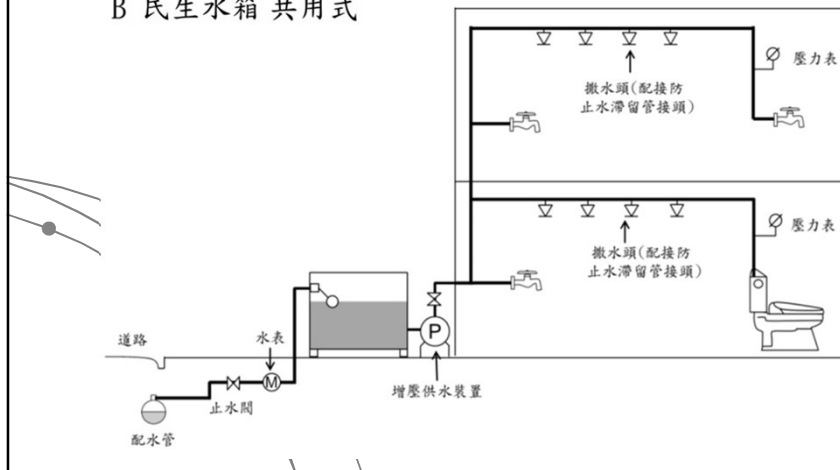 B 民生水箱 共用式
壓力表
撒水頭(配接防
止水滯留管接頭)
壓力表
撒水頭(配接防
止水滯留管接頭)
道路
水表
M
P
止水閥
增壓供水裝置
配水管